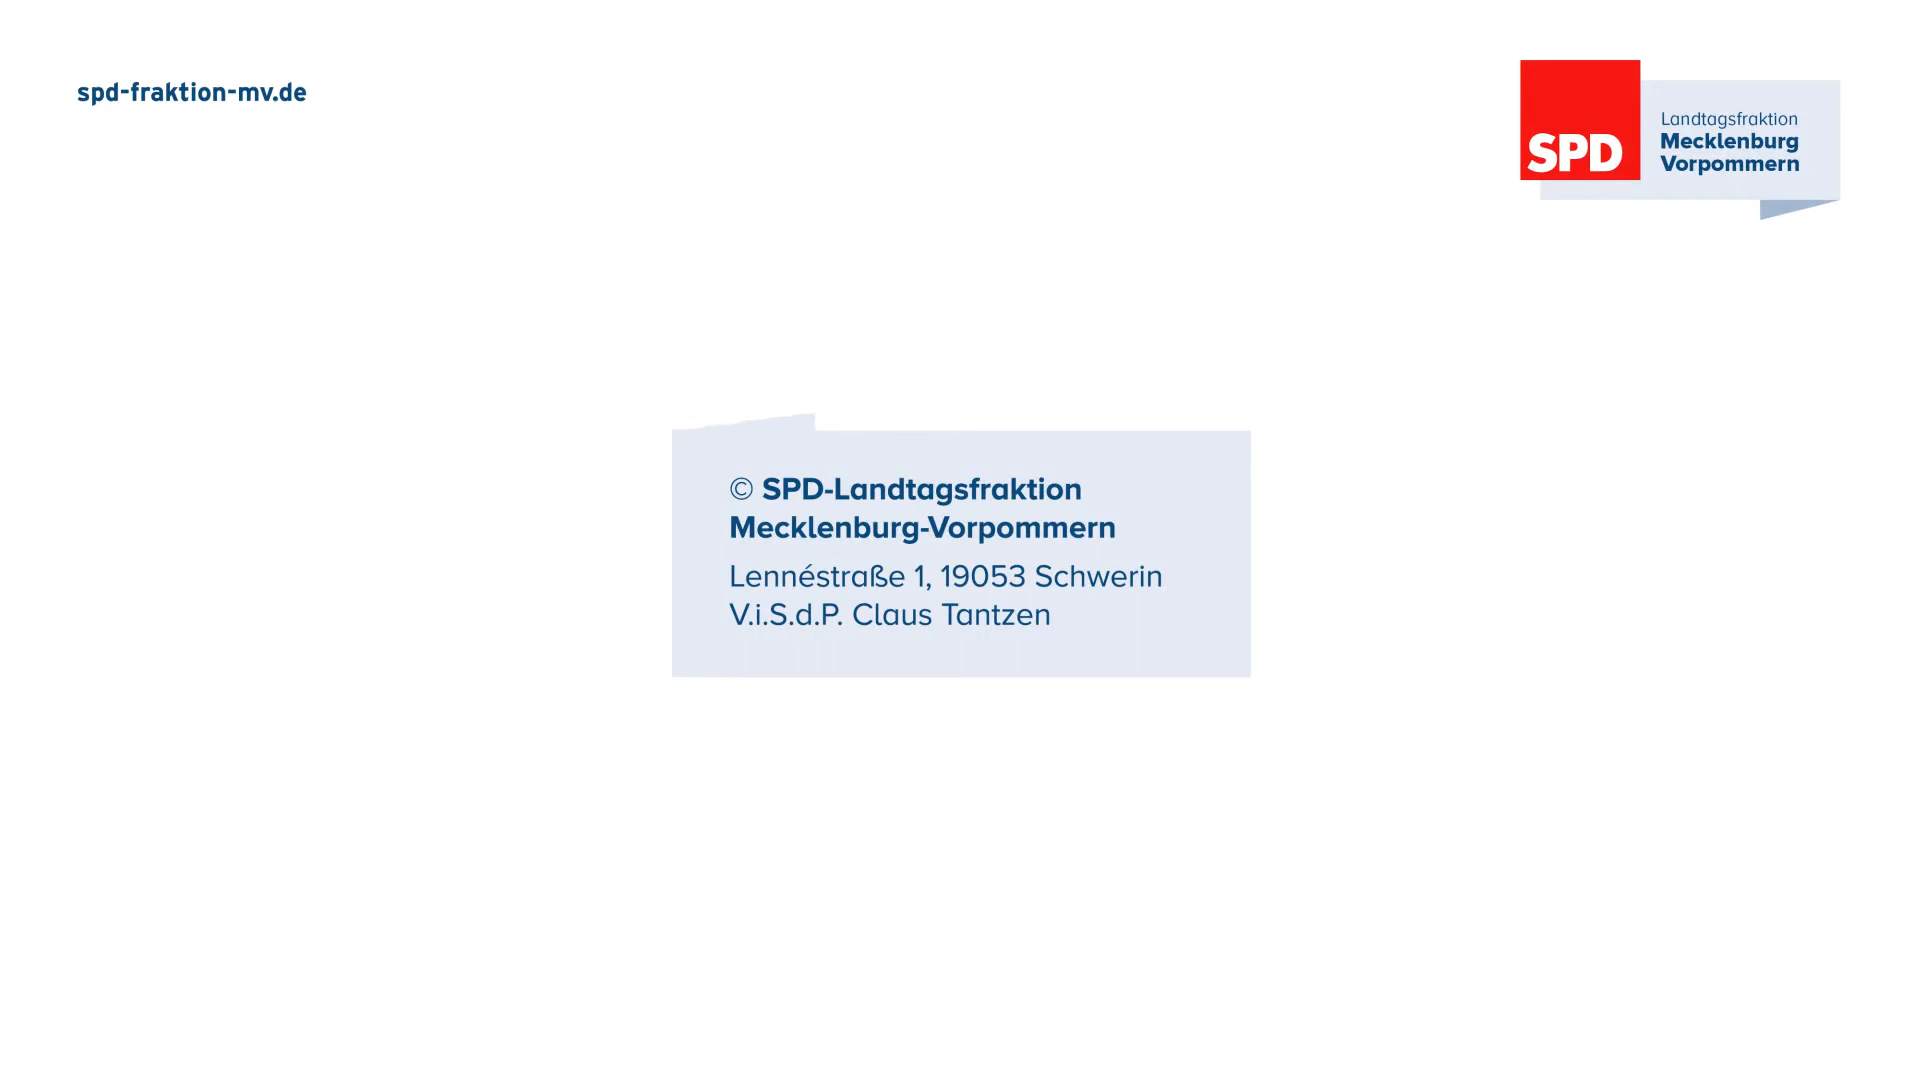 spd-fraktion-mv.de
SPD
Landtagsfraktion
Mecklenburg
Vorpommern
© SPD-Landtagsfraktion
Mecklenburg-Vorpommern
Lennéstraße 1, 19053 Schwerin
V.i.S.d.P. Claus Tantzen